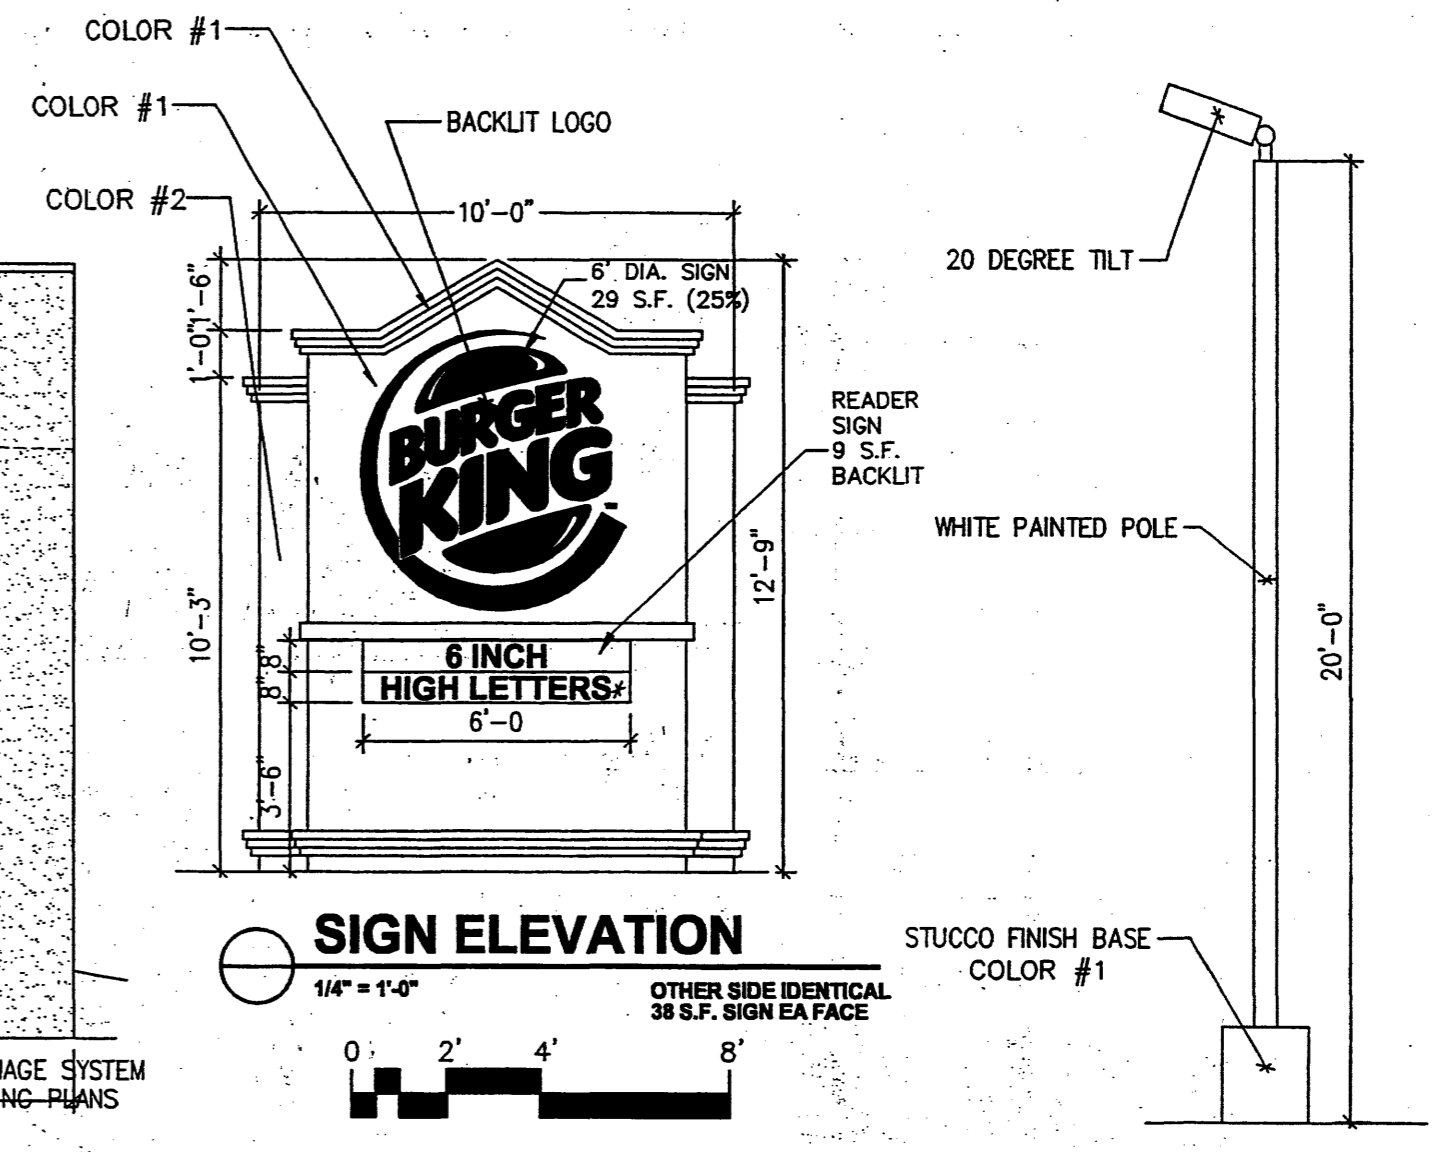 COLOR #1
COLOR #1
COLOR #2
BACKLIT LOGO
10'-0"
6' DIA. SIGN
29 S.F. (25%)
1'-6"
1'-0"
10'-3"
BURGER
KING
™
READER
SIGN
9 S.F.
BACKLIT
12'-9"
8"
8"
6 INCH
HIGH LETTERS
6'-0
3'-6"
SIGN ELEVATION
1/4" = 1'-0"
OTHER SIDE IDENTICAL
38 S.F. SIGN EA FACE
0 2' 4' 8'
20 DEGREE TILT
WHITE PAINTED POLE
20'-0"
STUCCO FINISH BASE
COLOR #1
SYSTEM
PLANS